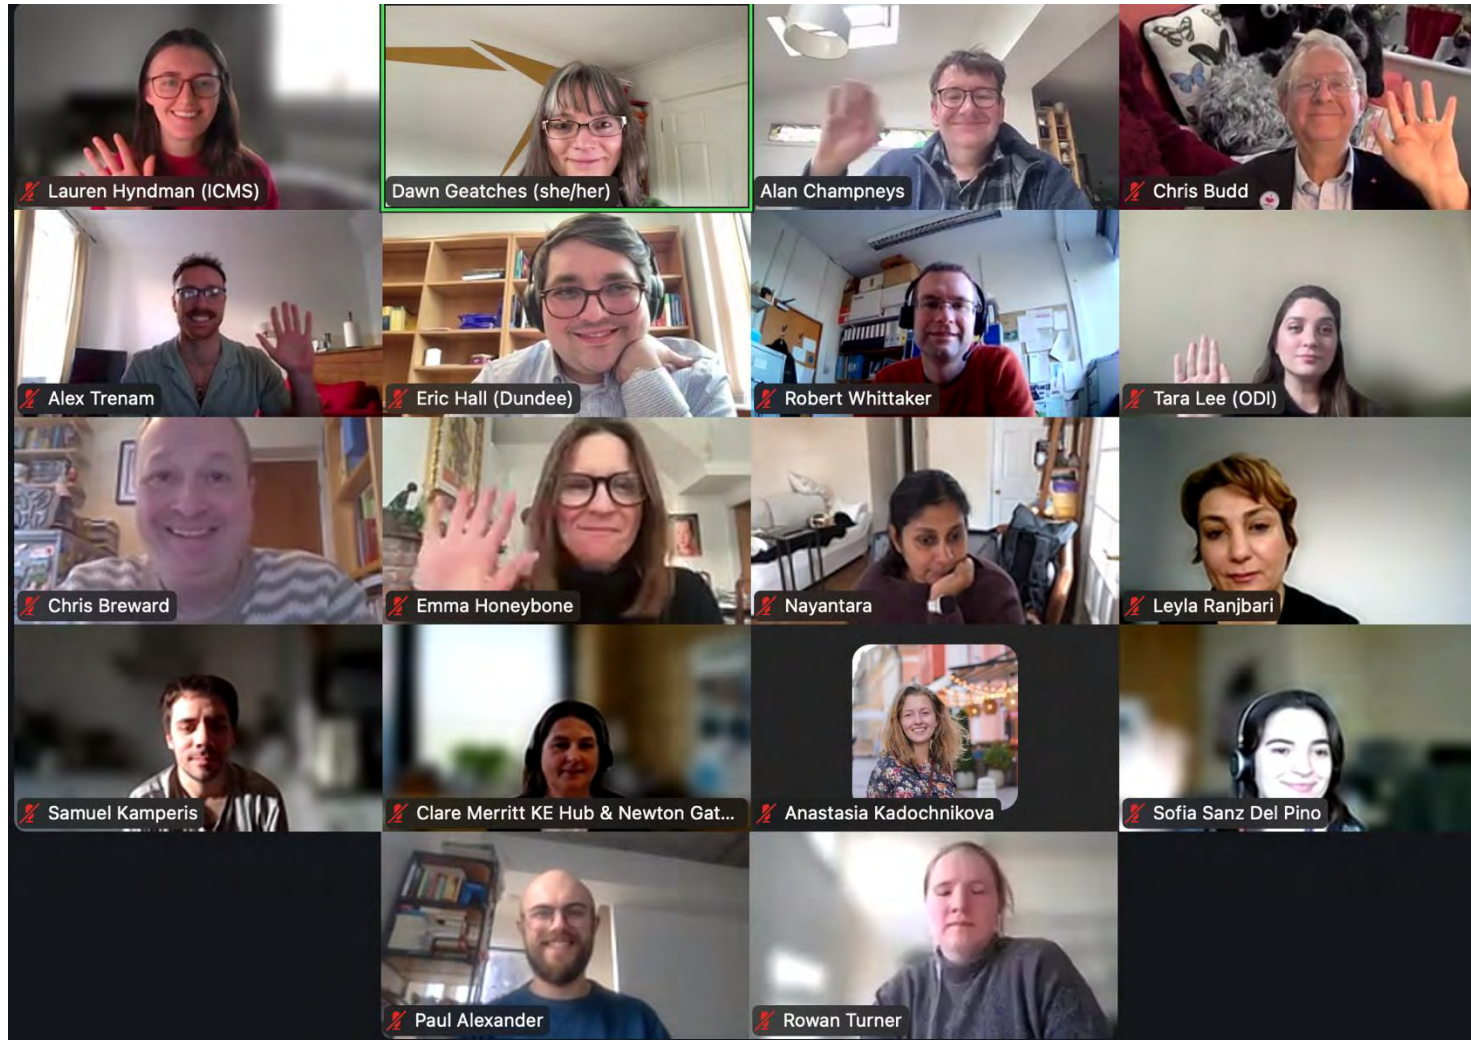 Lauren Hyndman (ICMS)
Dawn Geatches (she/her)
Alan Champneys
Chris Budd
Alex Trenam
Eric Hall (Dundee)
Robert Whittaker
Tara Lee (ODI)
Chris Breward
Emma Honeybone
Nayantara
Leyla Ranjbari
Samuel Kamperis
Clare Merritt KE Hub & Newton Gat...
Anastasia Kadochnikova
Sofia Sanz Del Pino
Paul Alexander
Rowan Turner